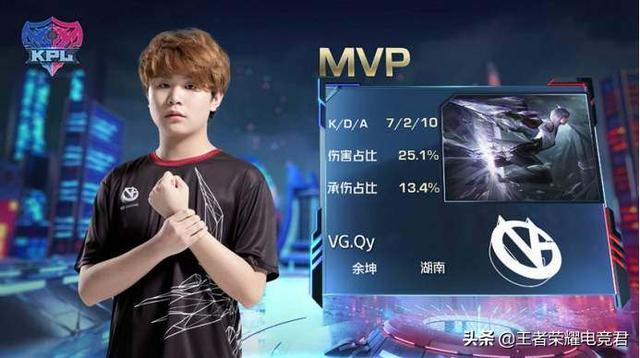 KPL
MVP
K/D/A 7/2/10
伤害占比 25.1%
承伤占比 13.4%
VG.Qy
余坤 湖南
头条 @王者荣耀电竞君